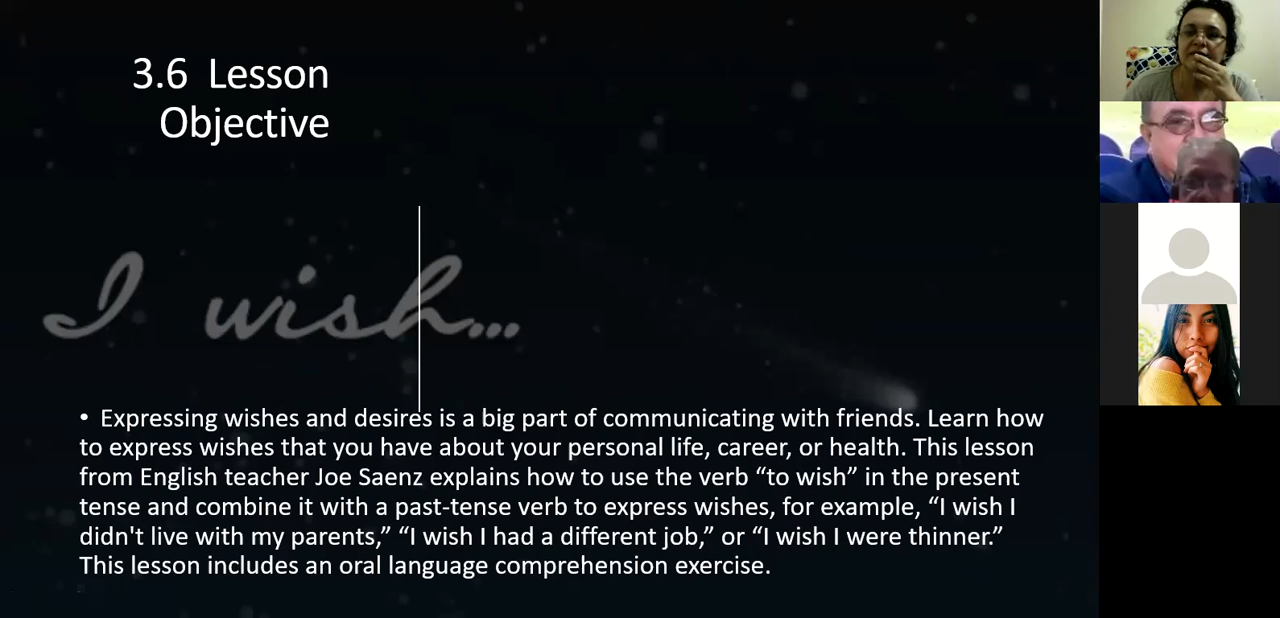 3.6 Lesson
Objective
I wish...
• Expressing wishes and desires is a big part of communicating with friends. Learn how
to express wishes that you have about your personal life, career, or health. This lesson
from English teacher Joe Saenz explains how to use the verb “to wish” in the present
tense and combine it with a past-tense verb to express wishes, for example, “I wish I
didn't live with my parents,” “I wish I had a different job,” or “I wish I were thinner.”
This lesson includes an oral language comprehension exercise.